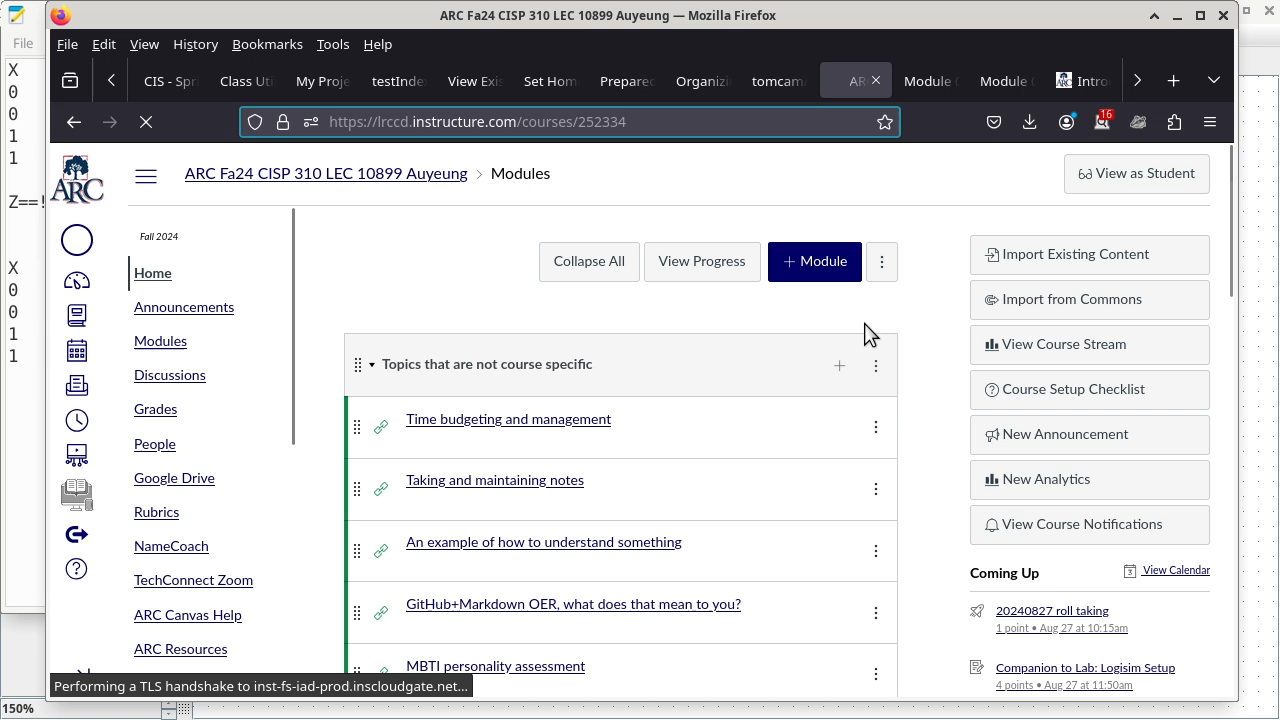 ARC Fa24 CISP 310 LEC 10899 Auyeung — Mozilla Firefox
File
X
0
0
1
1
Z==!
X
0
0
1
1
150%
File Edit View History Bookmarks Tools Help
CIS - Spri Class Uti My Proje testInde View Exis Set Hom Prepared Organizi tomcam AR Module Module Intro
https://lrccd.instructure.com/courses/252334
16
ARC
ARC Fa24 CISP 310 LEC 10899 Auyeung > Modules
View as Student
Fall 2024
Home
Announcements
Modules
Discussions
Grades
People
Google Drive
Rubrics
NameCoach
TechConnect Zoom
ARC Canvas Help
ARC Resources
Collapse All
View Progress
+ Module
Topics that are not course specific
Time budgeting and management
Taking and maintaining notes
An example of how to understand something
GitHub+Markdown OER, what does that mean to you?
MBTI personality assessment
Import Existing Content
Import from Commons
View Course Stream
Course Setup Checklist
New Announcement
New Analytics
View Course Notifications
Coming Up
View Calendar
20240827 roll taking
1 point • Aug 27 at 10:15am
Companion to Lab: Logisim Setup
4 points • Aug 27 at 11:50am
Performing a TLS handshake to inst-fs-iad-prod.inscloudgate.net...